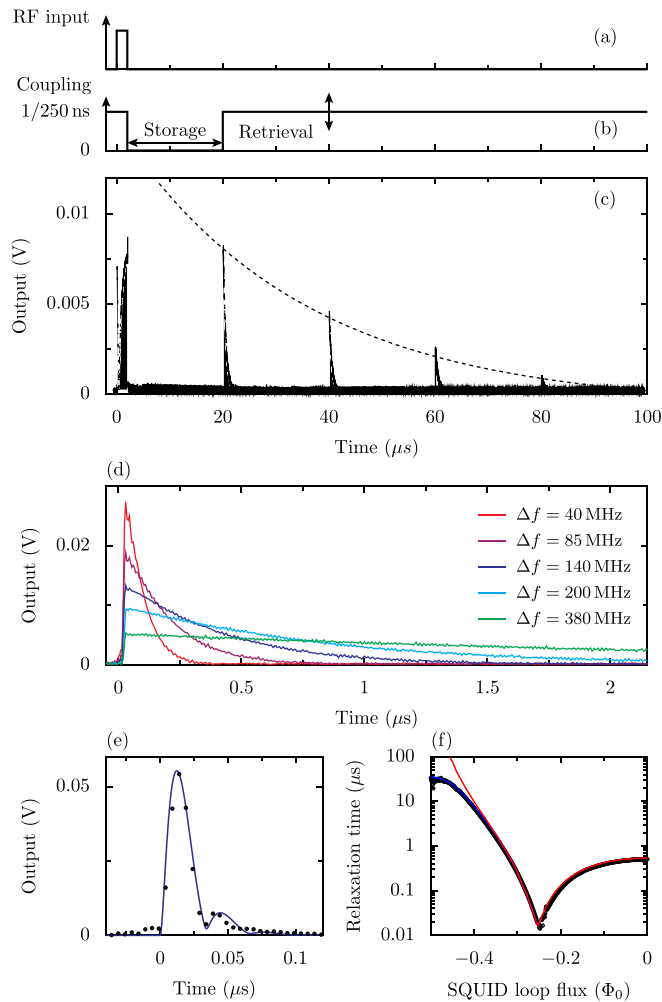 RF input
(a)
Coupling
1/250 ns
Storage
Retrieval
(b)
0
(c)
0.01
0.005
0
Output (V)
0 20 40 60 80 100
Time (μs)
(d)
0.02
0
Output (V)
Δf = 40 MHz
Δf = 85 MHz
Δf = 140 MHz
Δf = 200 MHz
Δf = 380 MHz
0 0.5 1 1.5 2
Time (μs)
(e)
0.05
0
Output (V)
0 0.05 0.1
Time (μs)
(f)
100
10
1
0.1
0.01
Relaxation time (μs)
−0.4 −0.2 0
SQUID loop flux (Φ₀)